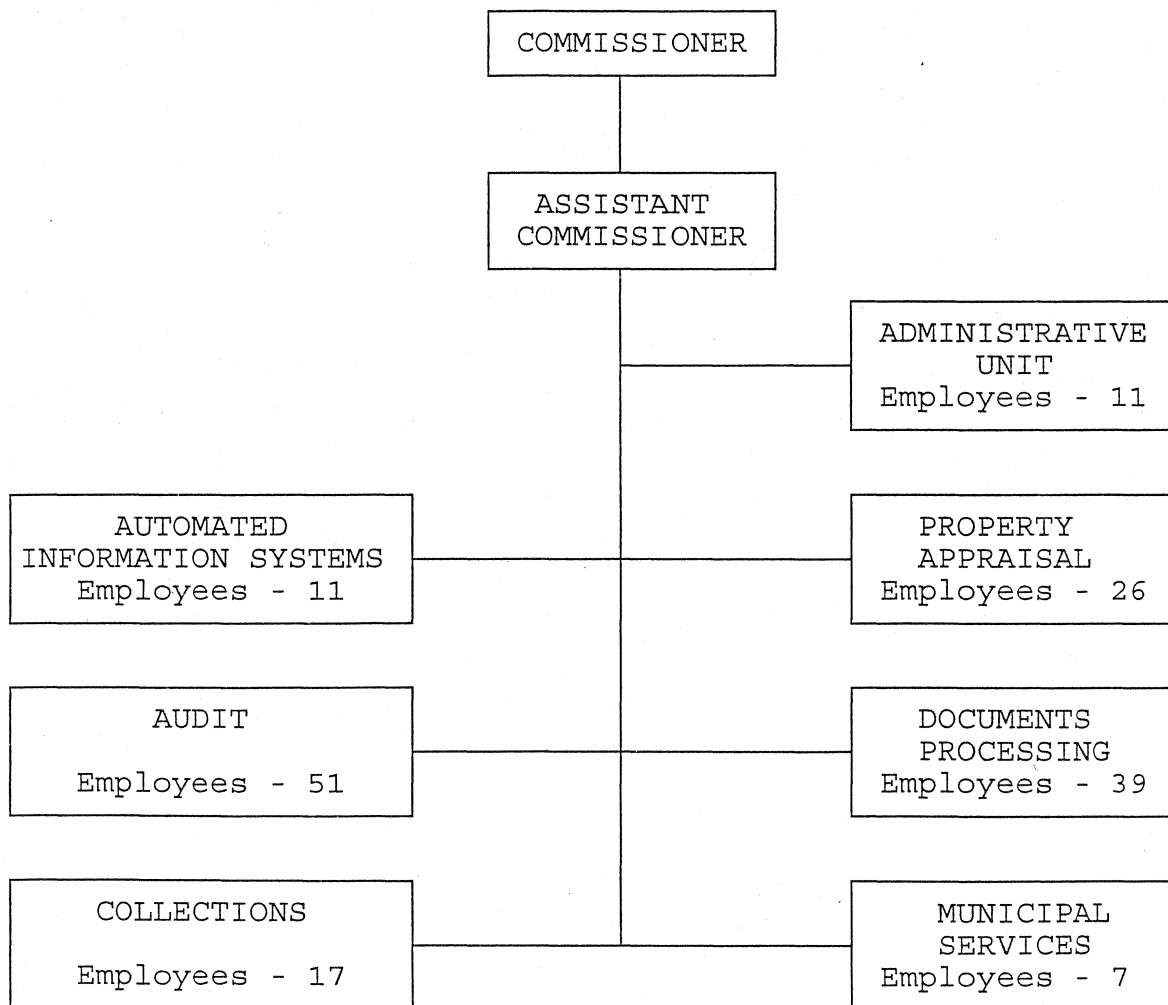 COMMISSIONER
ASSISTANT
COMMISSIONER
ADMINISTRATIVE
UNIT
Employees - 11
AUTOMATED
INFORMATION SYSTEMS
Employees - 11
PROPERTY
APPRAISAL
Employees - 26
AUDIT
Employees - 51
DOCUMENTS
PROCESSING
Employees - 39
COLLECTIONS
Employees - 17
MUNICIPAL
SERVICES
Employees - 7